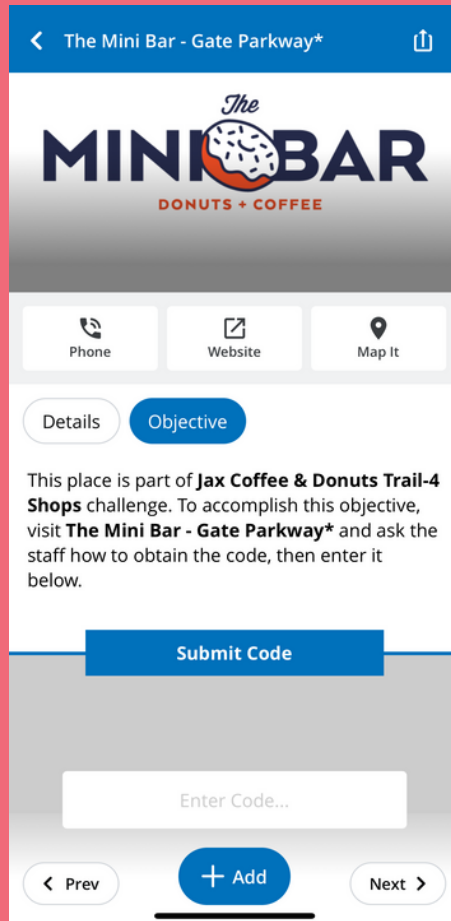 The Mini Bar - Gate Parkway*
The
MINI BAR
DONUTS + COFFEE
Phone
Website
Map It
Details
Objective
This place is part of Jax Coffee & Donuts Trail-4
Shops challenge. To accomplish this objective,
visit The Mini Bar - Gate Parkway* and ask the
staff how to obtain the code, then enter it
below.
Submit Code
Enter Code...
Prev
+ Add
Next